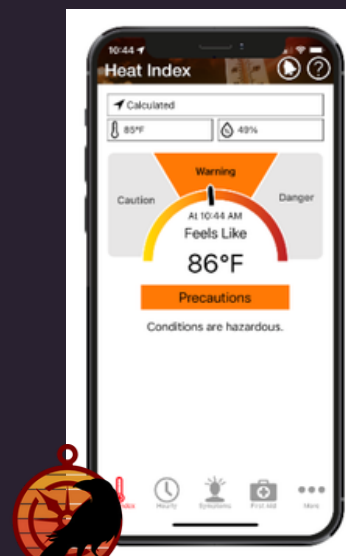 10:44
Heat Index
?
Calculated
85°F
49%
Warning
Caution
Danger
At 10:44 AM
Feels Like
86°F
Precautions
Conditions are hazardous.
Hourly
Symptoms
First Aid
More